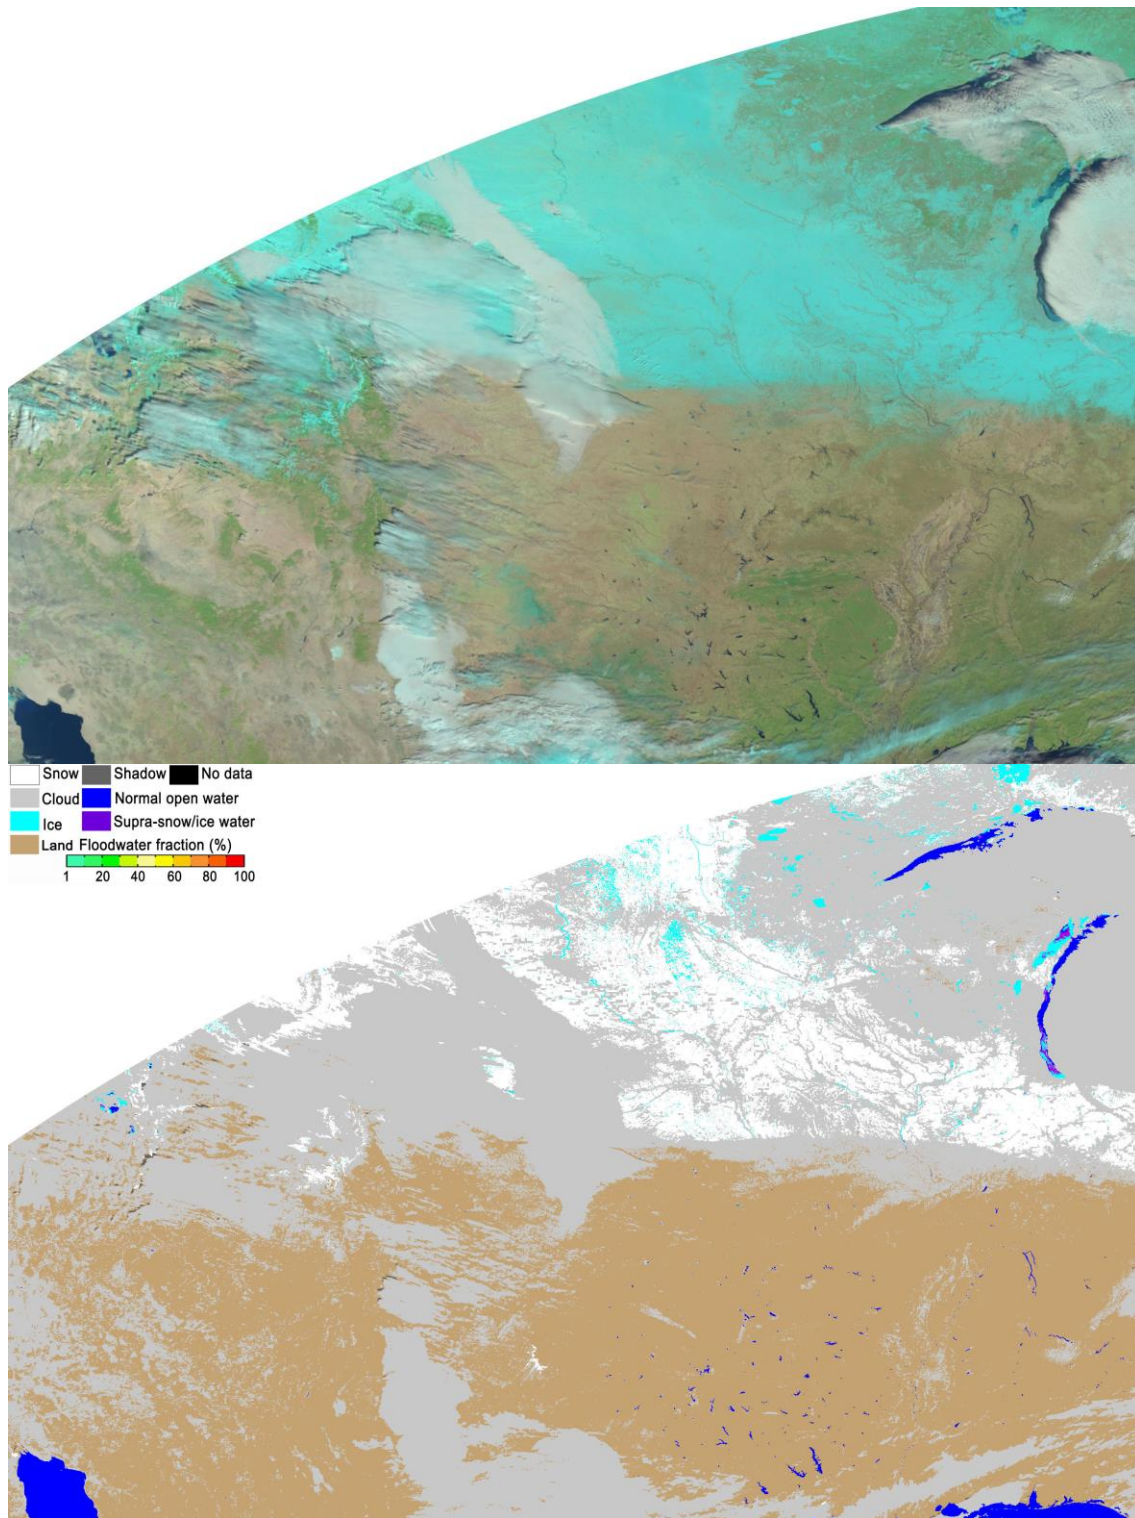 Snow Shadow No data
Cloud Normal open water
Ice Supra-snow/ice water
Land Floodwater fraction (%)
1 20 40 60 80 100